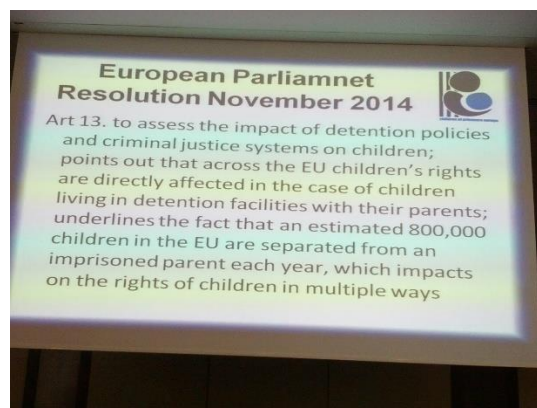 European Parliamnet
Resolution November 2014
Art 13. to assess the impact of detention policies
and criminal justice systems on children;
points out that across the EU children's rights
are directly affected in the case of children
living in detention facilities with their parents;
underlines the fact that an estimated 800,000
children in the EU are separated from an
imprisoned parent each year, which impacts
on the rights of children in multiple ways